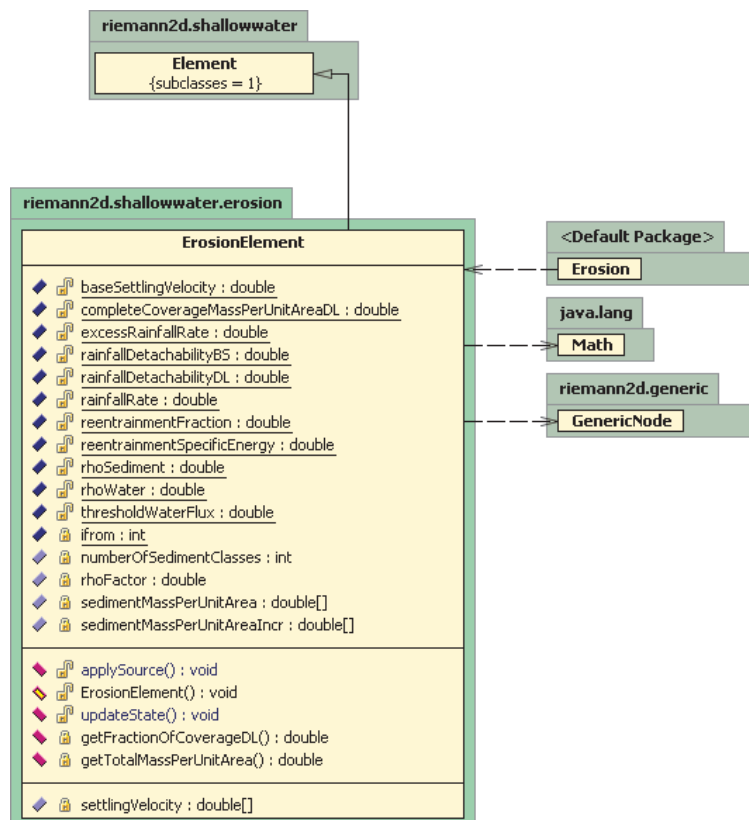 riemann2d.shallowwater
Element
{subclasses = 1}
riemann2d.shallowwater.erosion
ErosionElement
baseSettlingVelocity : double
completeCoverageMassPerUnitAreaDL : double
excessRainfallRate : double
rainfallDetachabilityBS : double
rainfallDetachabilityDL : double
rainfallRate : double
reentrainmentFraction : double
reentrainmentSpecificEnergy : double
rhoSediment : double
rhoWater : double
thresholdWaterFlux : double
ifrom : int
numberOfSedimentClasses : int
rhoFactor : double
sedimentMassPerUnitArea : double[]
sedimentMassPerUnitAreaIncr : double[]
applySource() : void
ErosionElement() : void
updateState() : void
getFractionOfCoverageDL() : double
getTotalMassPerUnitArea() : double
settlingVelocity : double[]
<Default Package>
Erosion
java.lang
Math
riemann2d.generic
GenericNode